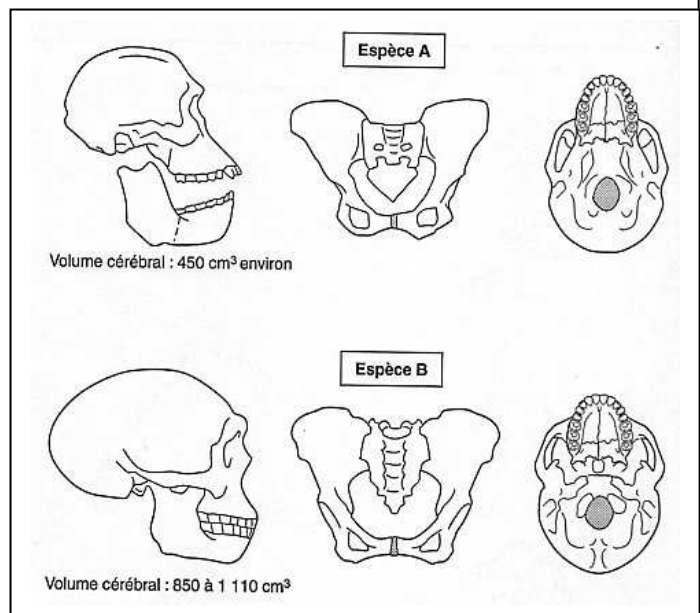 Espèce A
Volume cérébral : 450 cm³ environ
Espèce B
Volume cérébral : 850 à 1 110 cm³